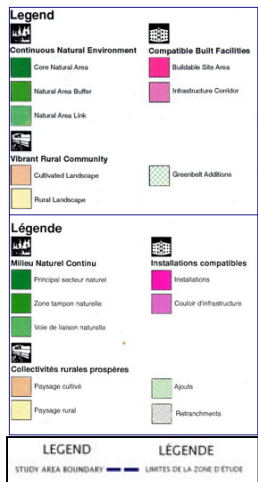 Legend
Continuous Natural Environment
Compatible Built Facilities
Core Natural Area
Buildable Site Area
Natural Area Buffer
Infrastructure Corridor
Natural Area Link
Vibrant Rural Community
Cultivated Landscape
Greenbelt Additions
Rural Landscape
Légende
Milieu Naturel Continu
Installations compatibles
Principal secteur naturel
Installations
Zone tampon naturelle
Couloir d'infrastructure
Voie de liaison naturelle
Collectivités rurales prospères
Paysage cultivé
Ajouts
Paysage rural
Retranchments
LEGEND
LÉGENDE
STUDY AREA BOUNDARY
LIMITES DE LA ZONE D'ÉTUDE